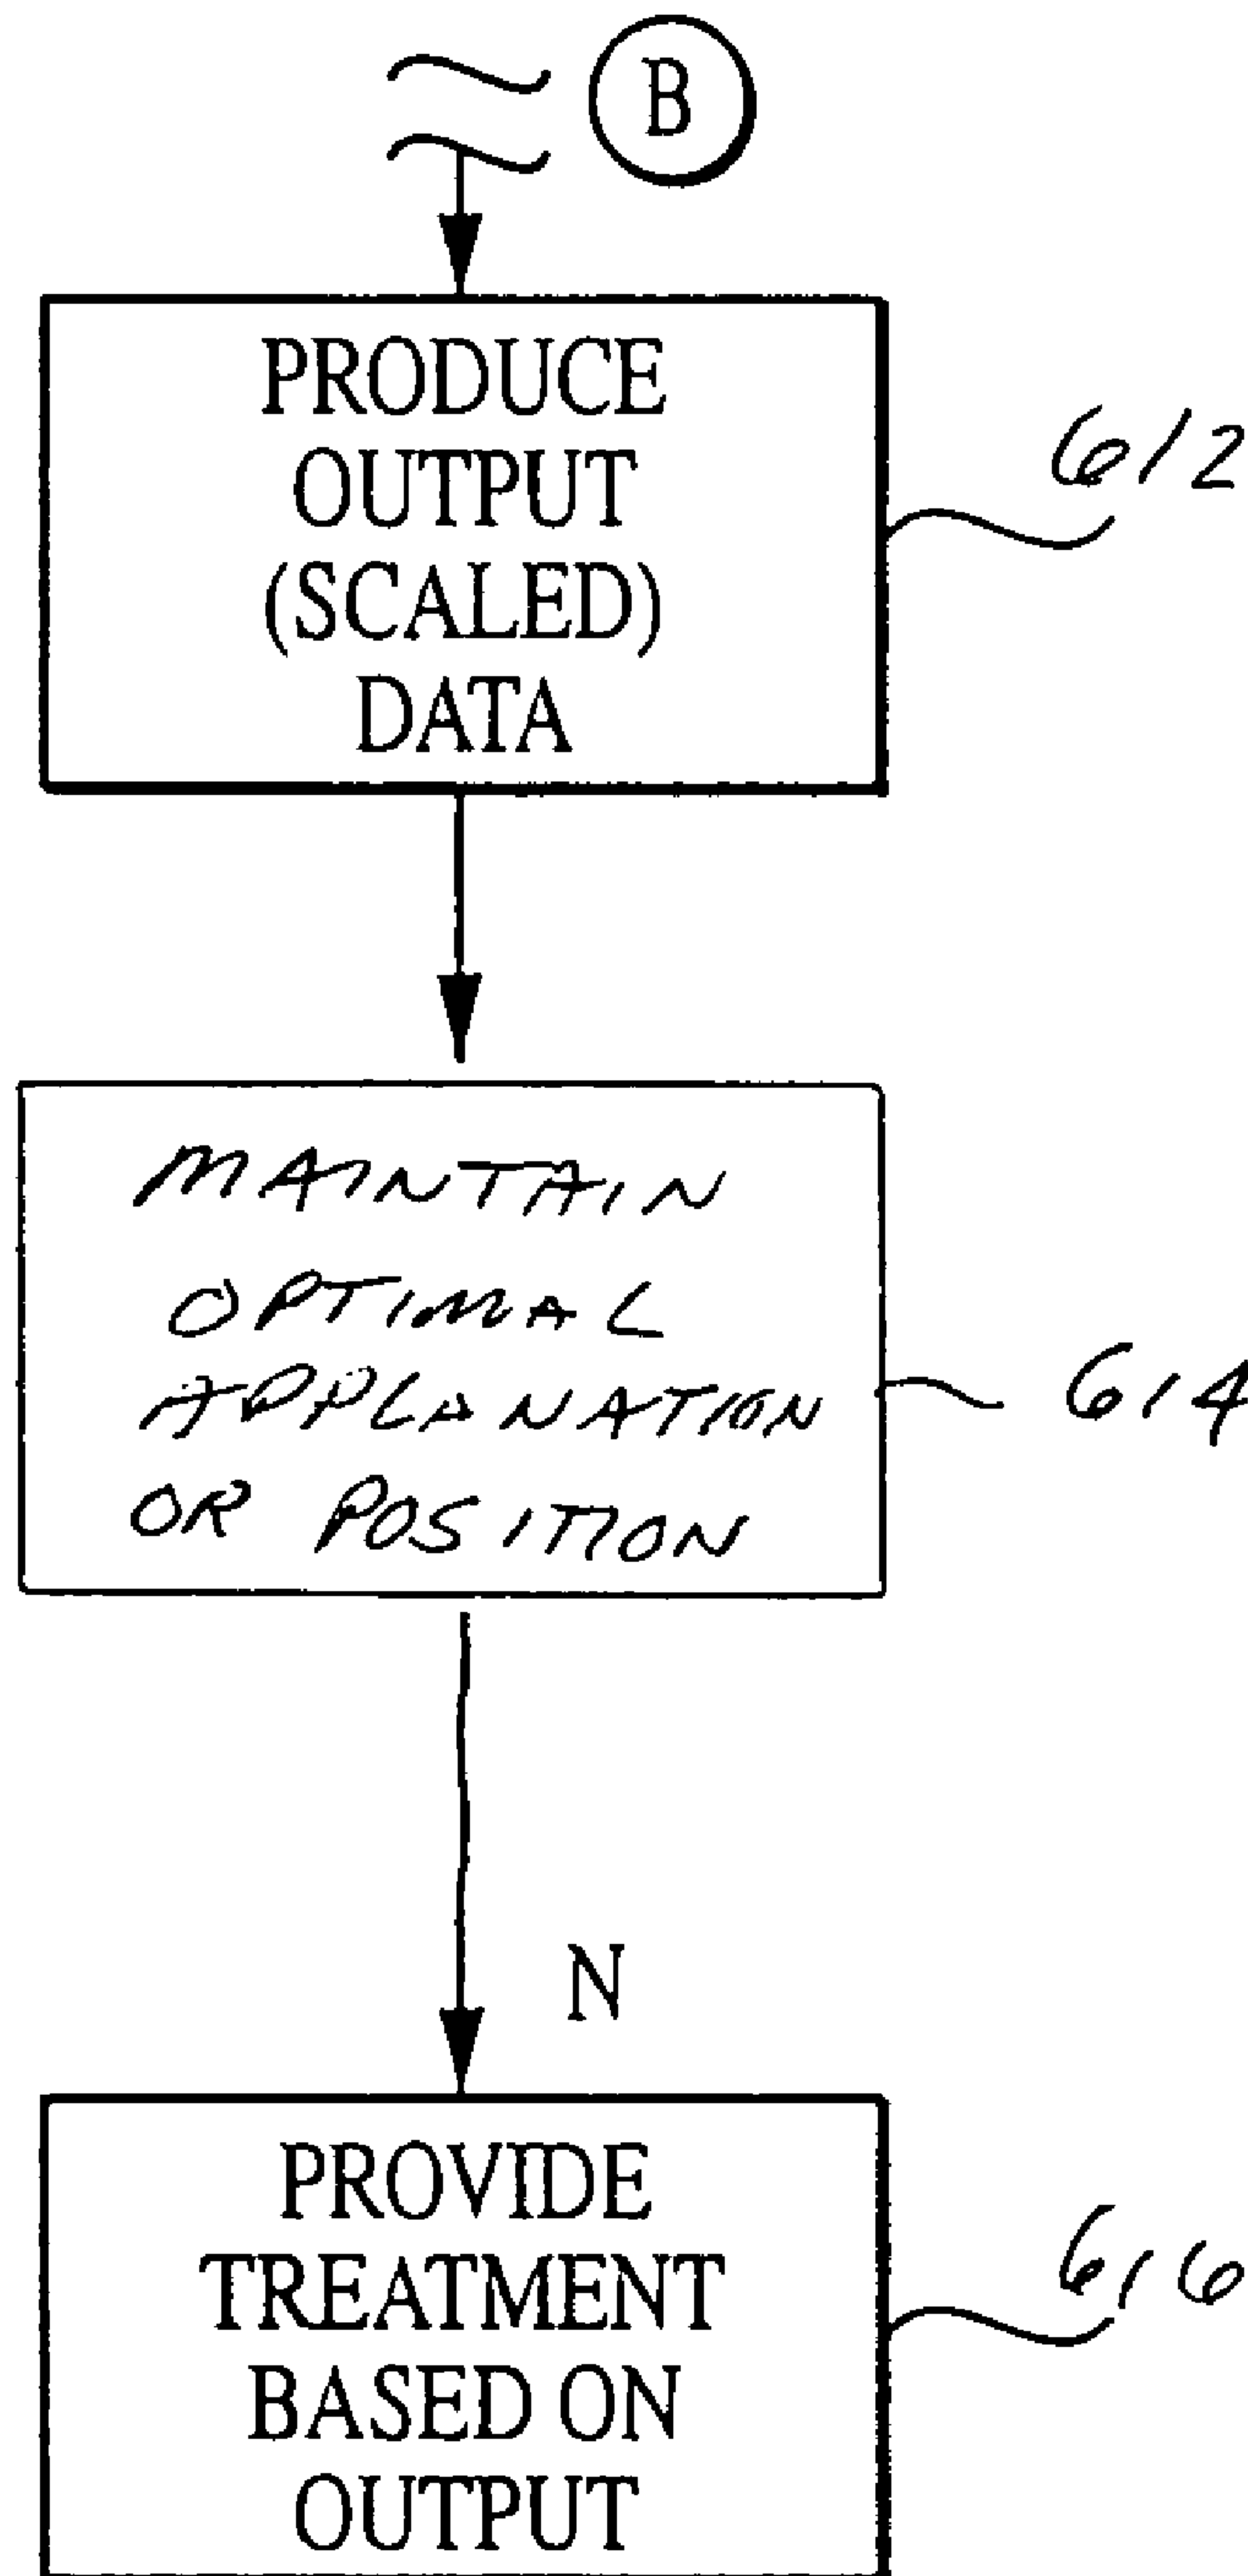 B
PRODUCE
OUTPUT
(SCALED)
DATA
612
MAINTAIN
OPTIMAL
APPLANATION
OR POSITION
614
N
PROVIDE
TREATMENT
BASED ON
OUTPUT
616